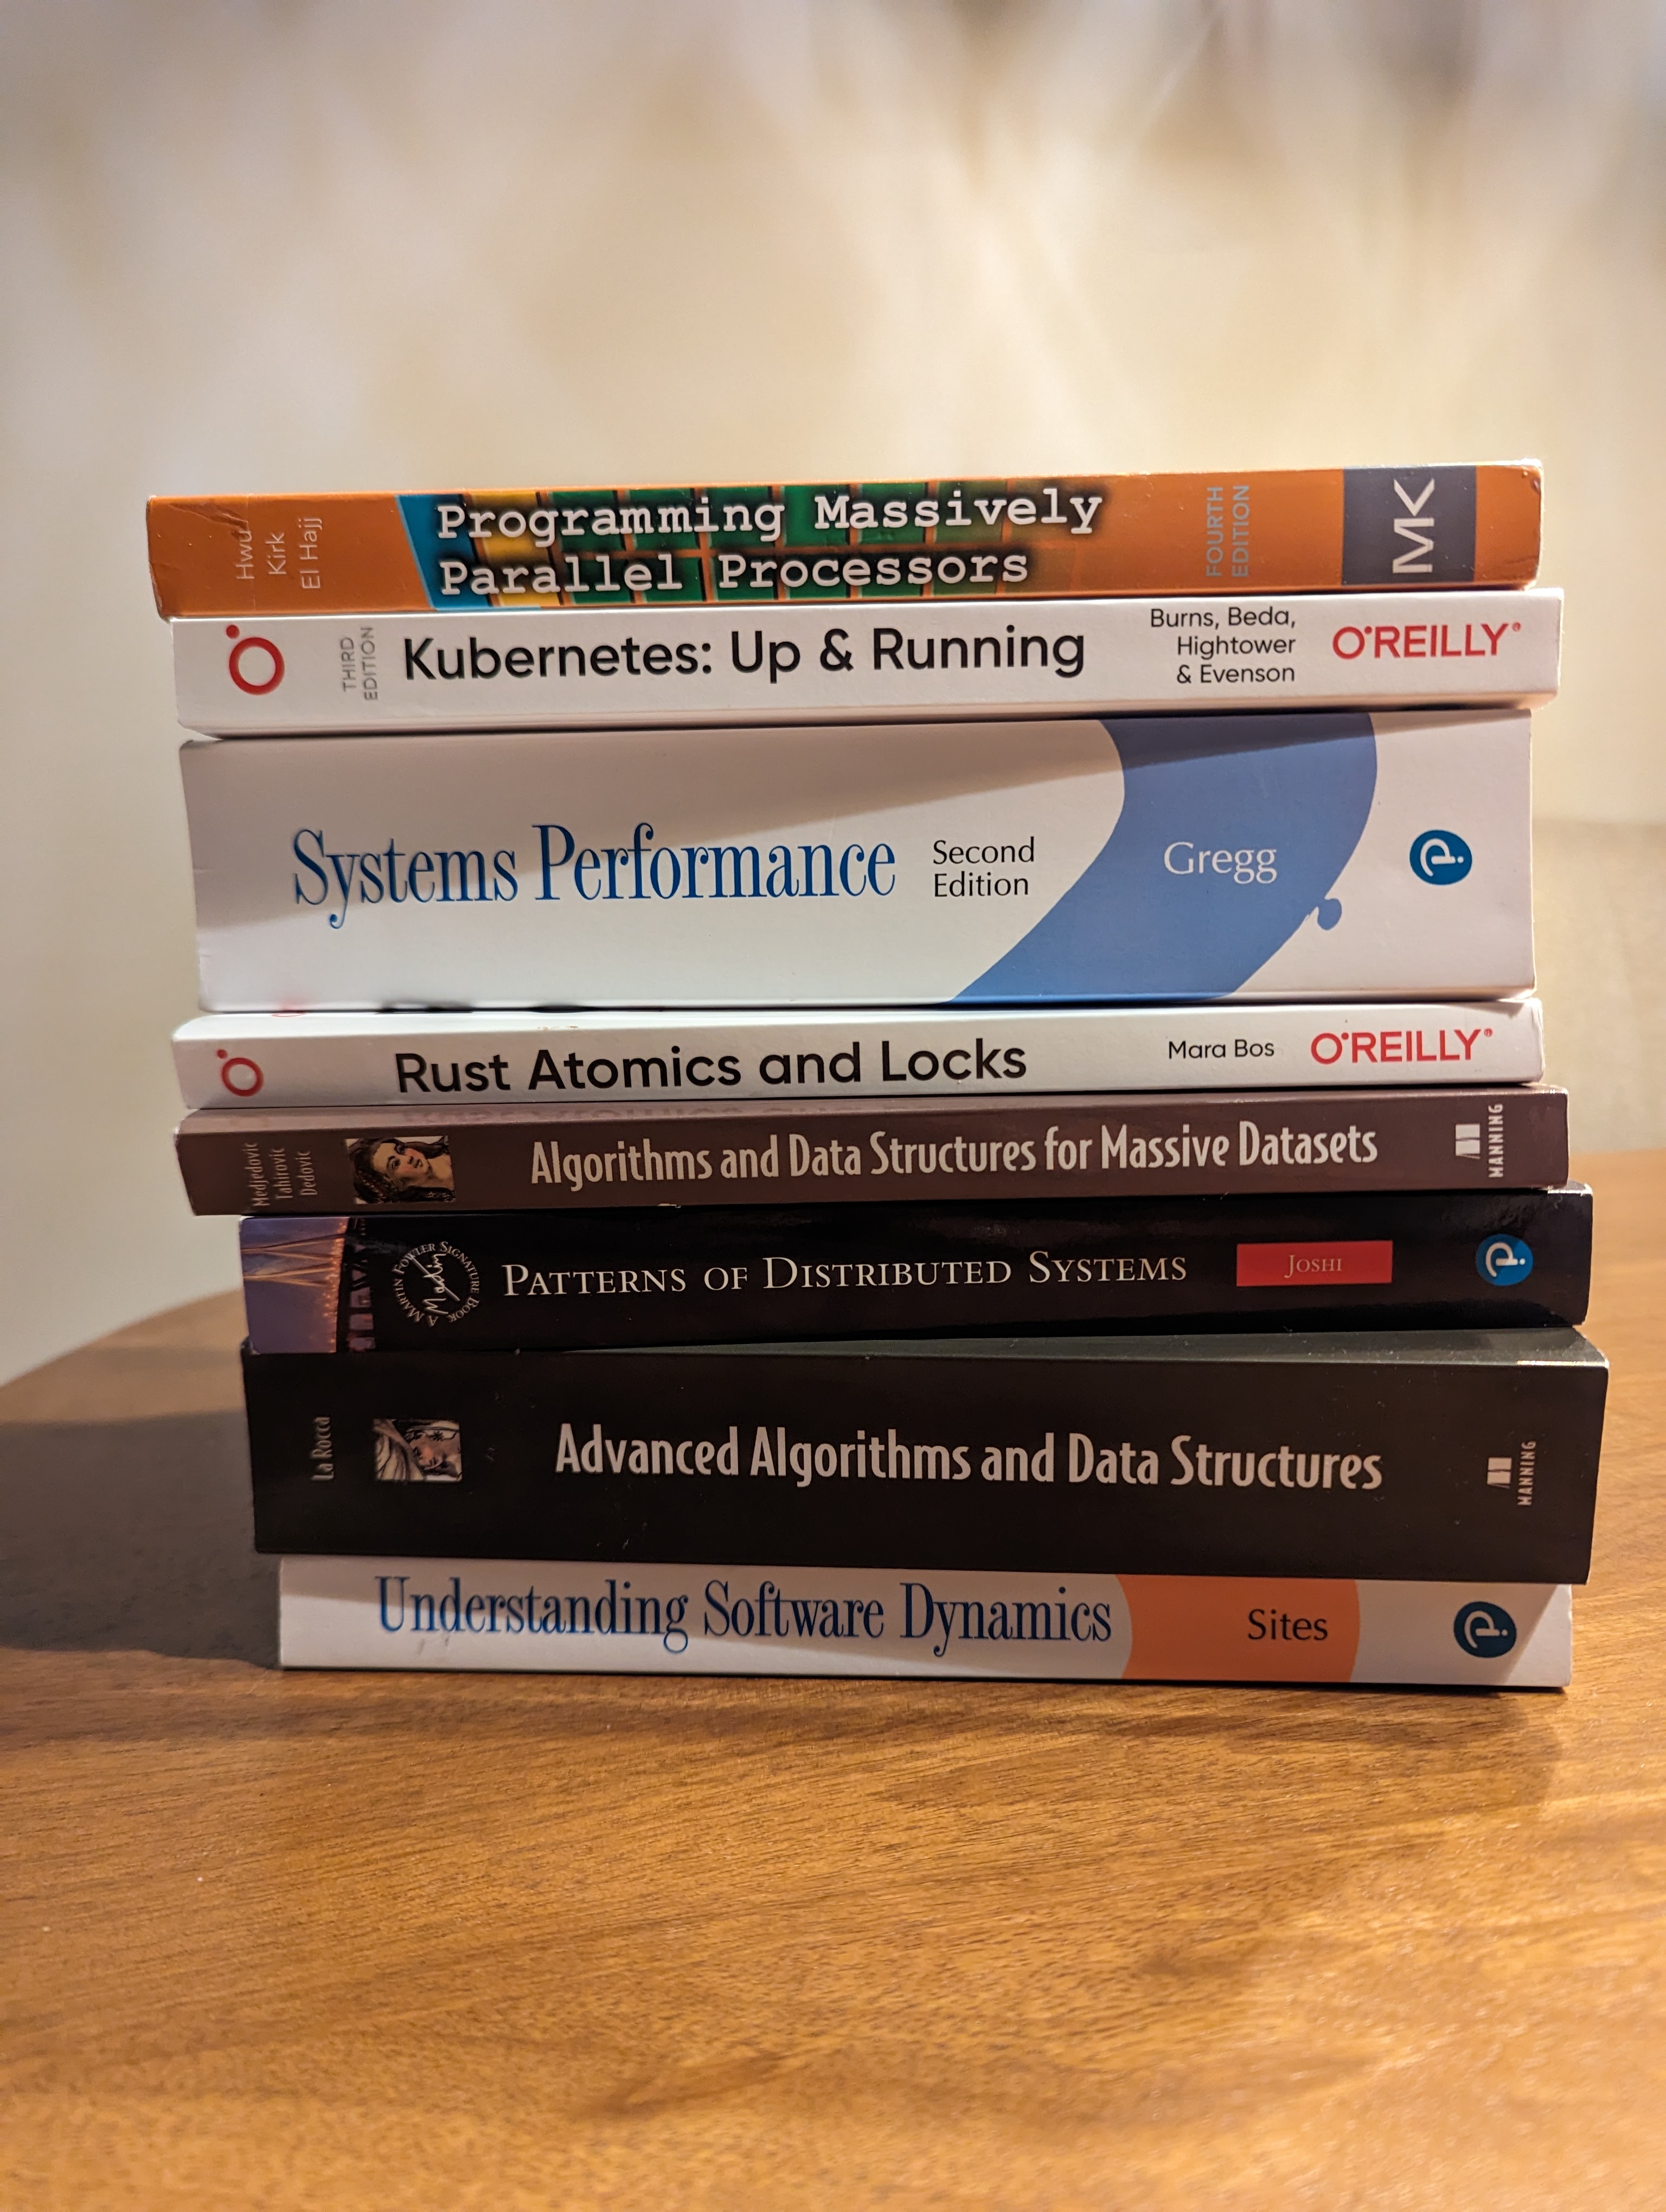 Hwu
Kirk
El Hajj
Programming Massively
Parallel Processors
FOURTH
EDITION
MK
THIRD
EDITION
Kubernetes: Up & Running
Burns, Beda,
Hightower
& Evenson
O'REILLY®
Systems Performance
Second
Edition
Gregg
P
Rust Atomics and Locks
Mara Bos
O'REILLY®
Medjedovic
Tahirovic
Dedovic
Algorithms and Data Structures for Massive Datasets
MANNING
A MARTIN FOWLER SIGNATURE BOOK
Martin
PATTERNS OF DISTRIBUTED SYSTEMS
JOSHI
P
La Rocca
Advanced Algorithms and Data Structures
MANNING
Understanding Software Dynamics
Sites
P